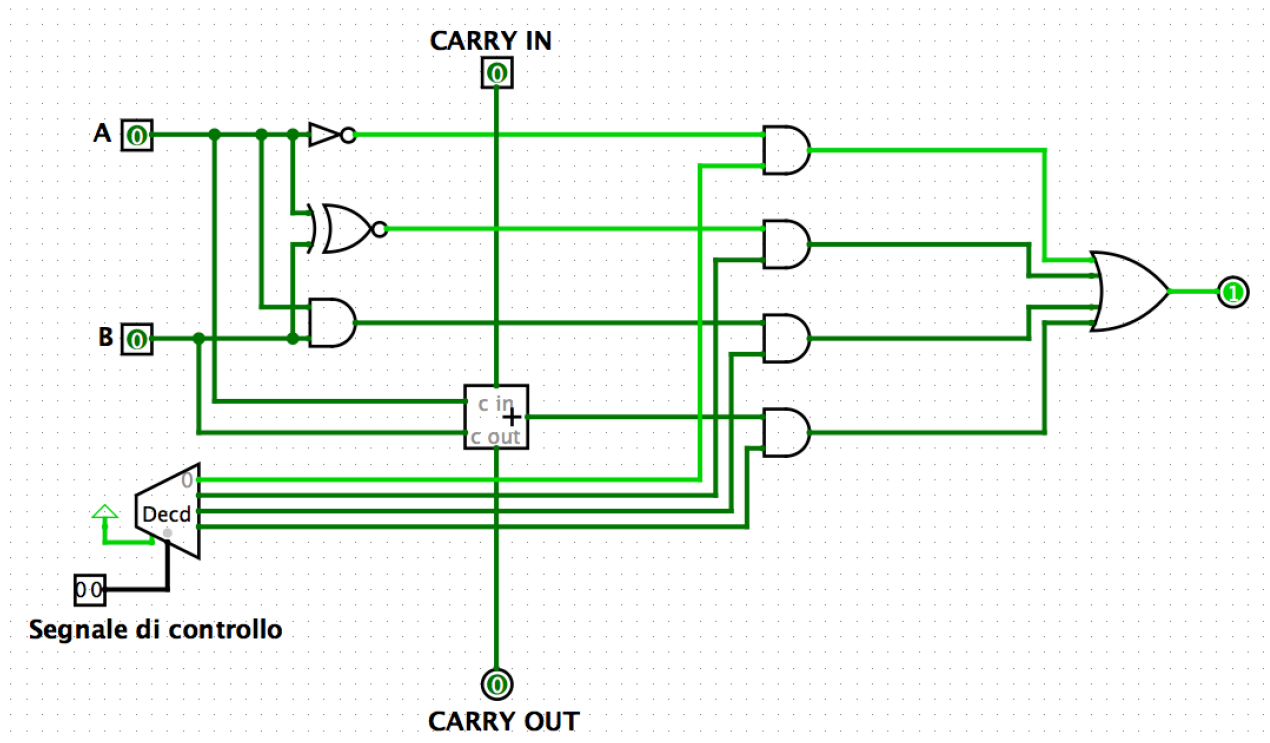 CARRY IN
0
A 0
1
B 0
c in
+
c out
0
Decd
00
Segnale di controllo
0
CARRY OUT